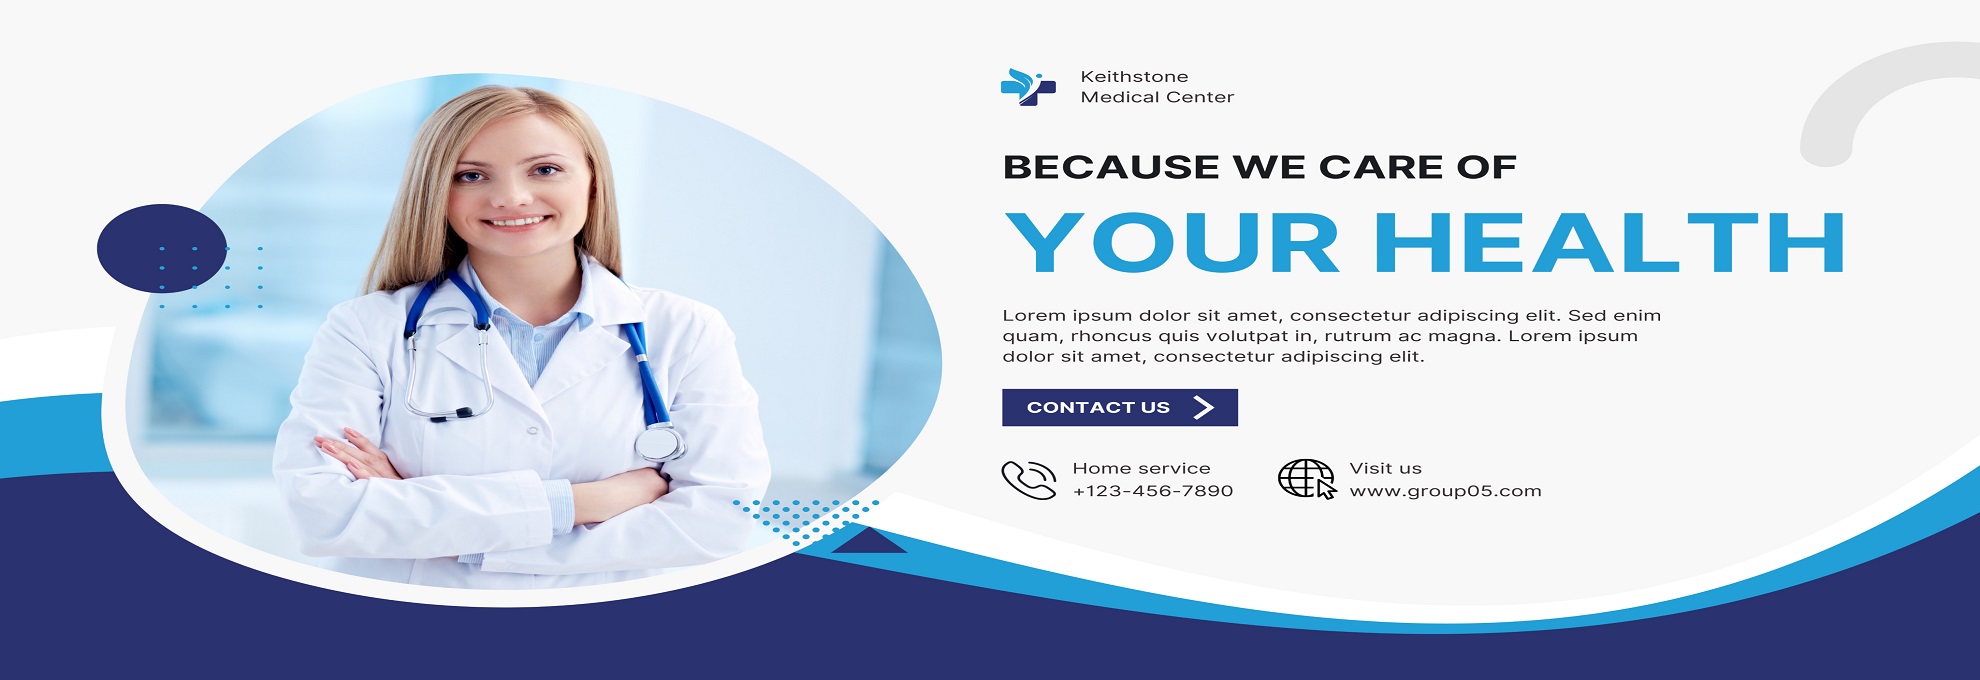 Keithstone
Medical Center
BECAUSE WE CARE OF
YOUR HEALTH
Lorem ipsum dolor sit amet, consectetur adipiscing elit. Sed enim
quam, rhoncus quis volutpat in, rutrum ac magna. Lorem ipsum
dolor sit amet, consectetur adipiscing elit.
CONTACT US
Home service
+123-456-7890
Visit us
www.group05.com